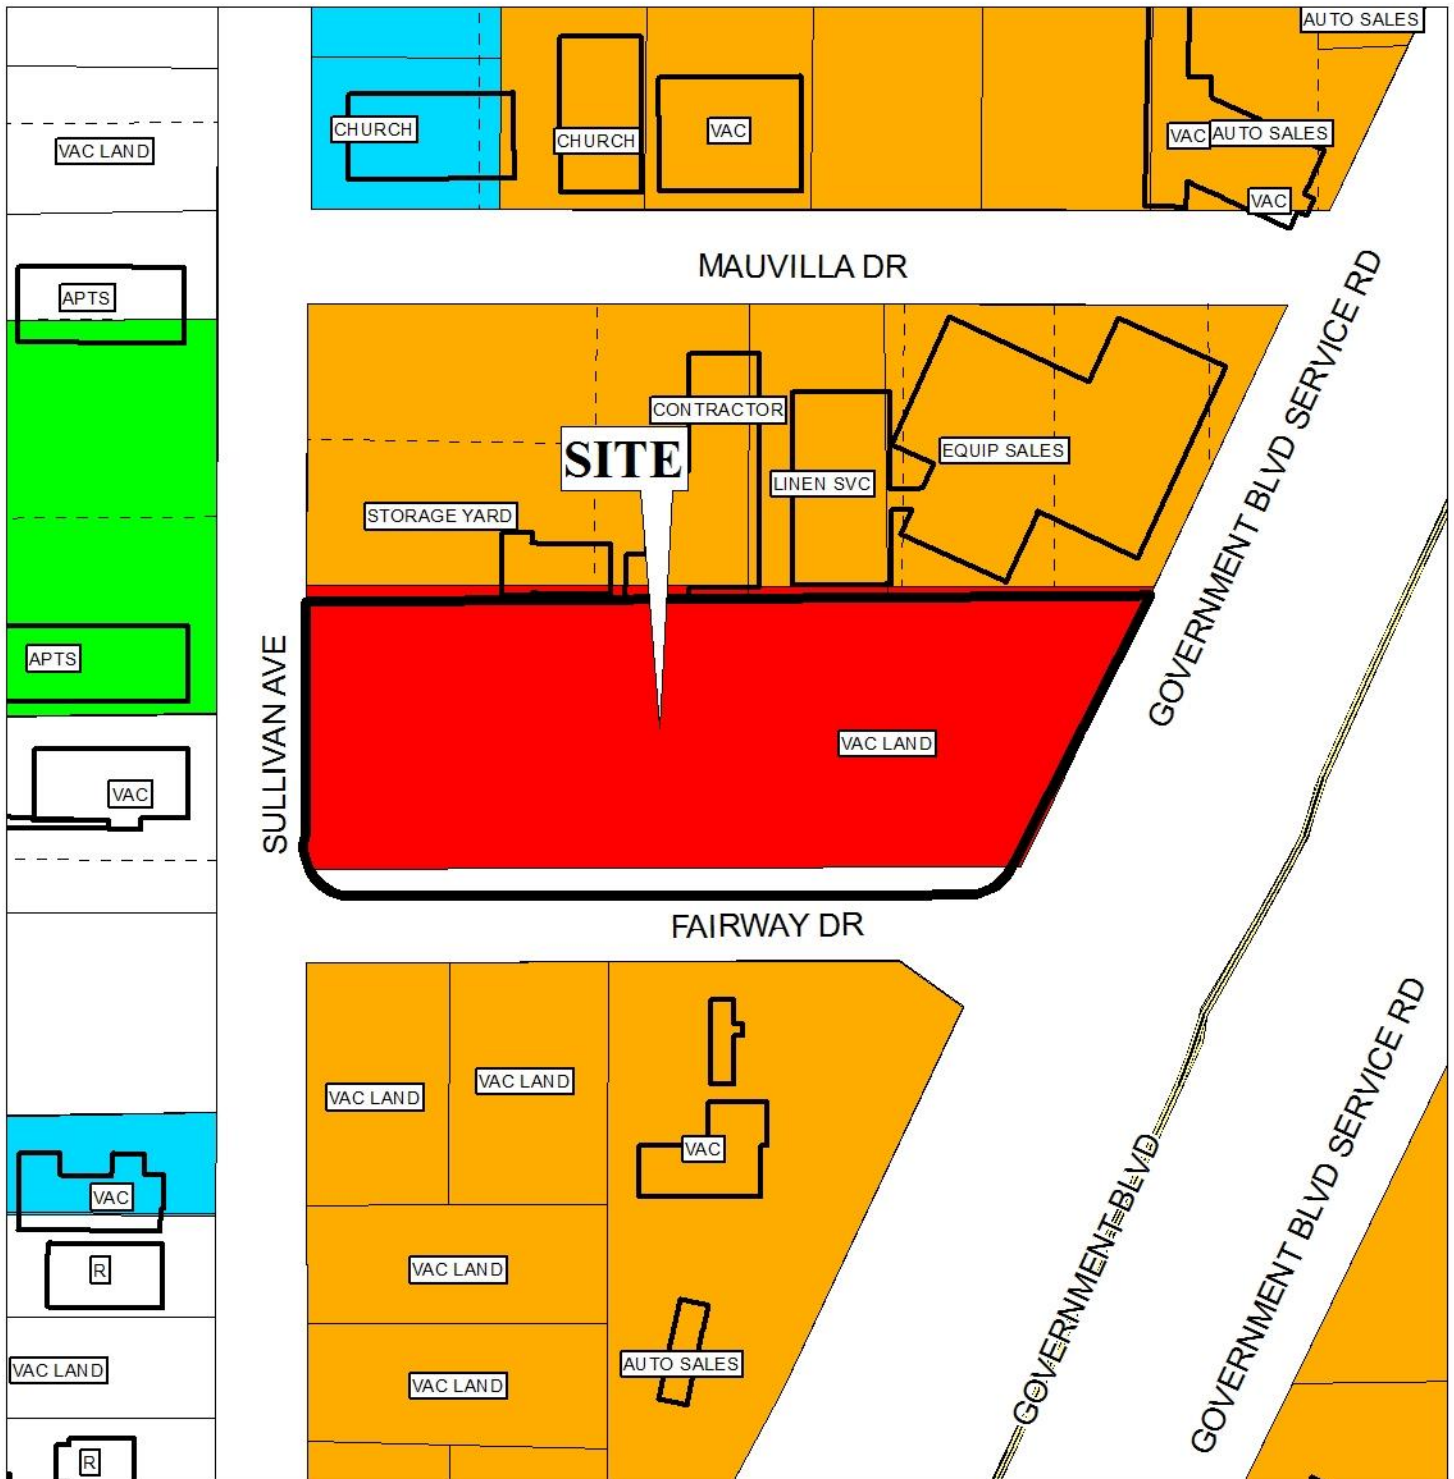 AUTO SALES
CHURCH
CHURCH
VAC
VAC
AUTO SALES
VAC LAND
VAC
MAUVILLA DR
APTS
CONTRACTOR
SITE
EQUIP SALES
LINEN SVC
STORAGE YARD
GOVERNMENT BLVD SERVICE RD
APTS
SULLIVAN AVE
VAC LAND
VAC
FAIRWAY DR
VAC LAND
VAC LAND
VAC
VAC
GOVERNMENT BLVD
GOVERNMENT BLVD SERVICE RD
R
VAC LAND
VAC LAND
AUTO SALES
VAC LAND
R